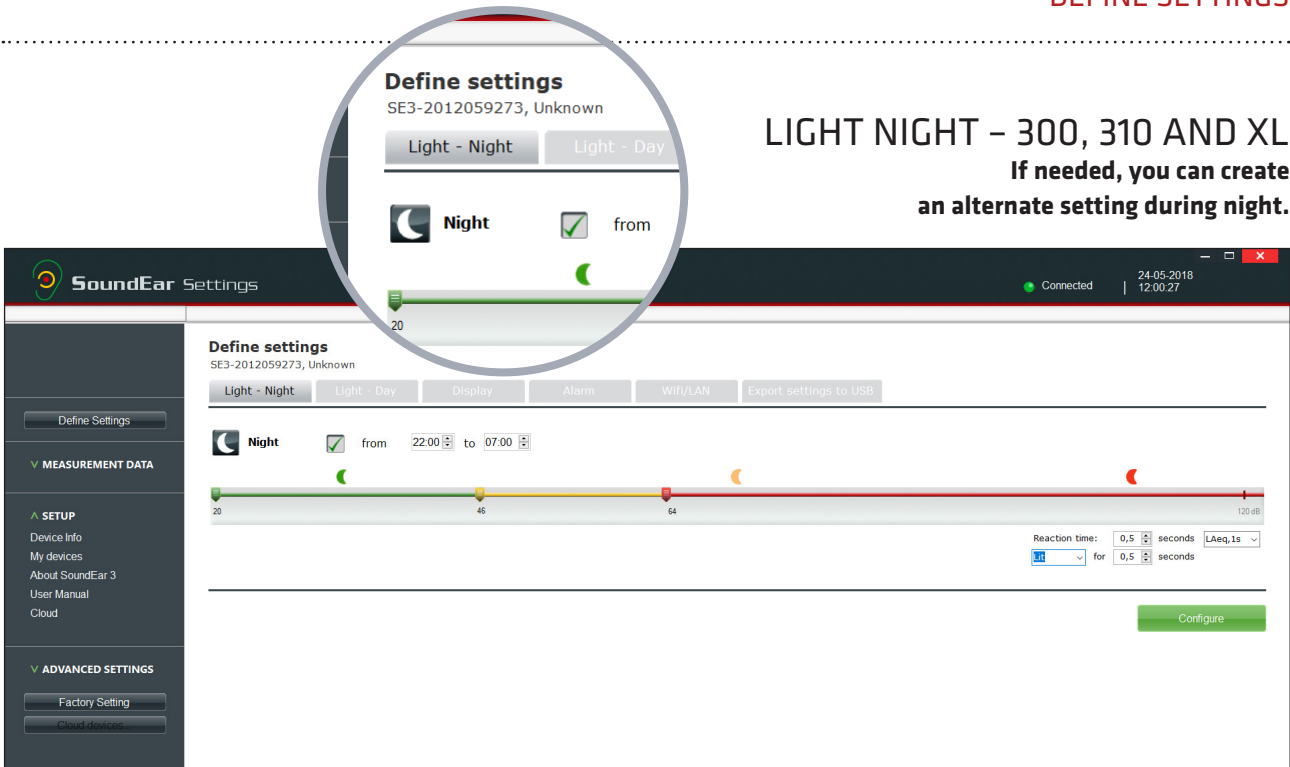 DEFINE SETTINGS
Define settings
SE3-2012059273, Unknown
Light - Night Light - Day
Night from
20
LIGHT NIGHT – 300, 310 AND XL
If needed, you can create
an alternate setting during night.
SoundEar Settings
Connected | 24-05-2018
12:00:27
Define settings
SE3-2012059273, Unknown
Light - Night Light - Day Display Alarm Wifi/LAN Export settings to USB
Define Settings
Night from 22:00 to 07:00
MEASUREMENT DATA
20 46 64 120 dB
SETUP
Device Info
My devices
About SoundEar 3
User Manual
Cloud
Reaction time: 0,5 seconds LAeq,1s
Lit for 0,5 seconds
Configure
ADVANCED SETTINGS
Factory Setting
Cloud devices